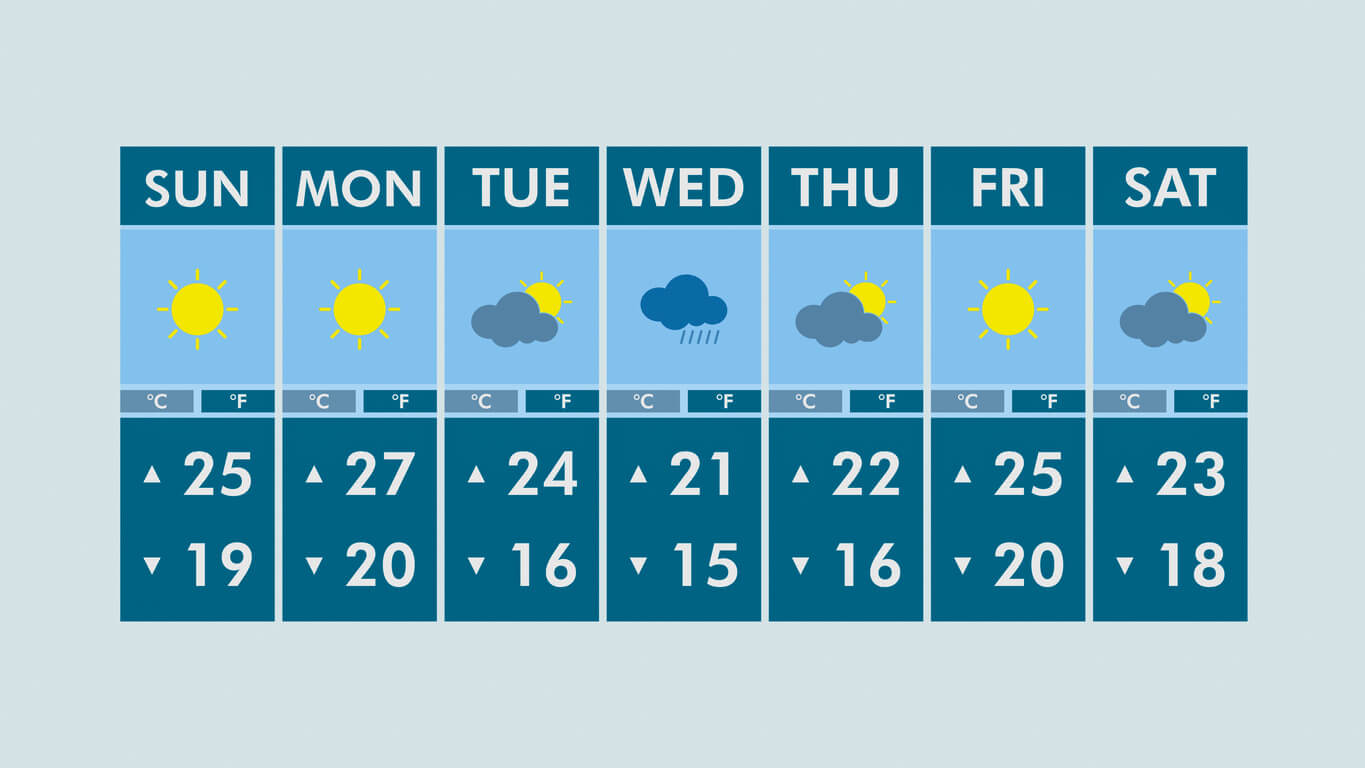 SUN MON TUE WED THU FRI SAT
°C °F °C °F °C °F °C °F °C °F °C °F °C °F
▲ 25 ▲ 27 ▲ 24 ▲ 21 ▲ 22 ▲ 25 ▲ 23
▼ 19 ▼ 20 ▼ 16 ▼ 15 ▼ 16 ▼ 20 ▼ 18